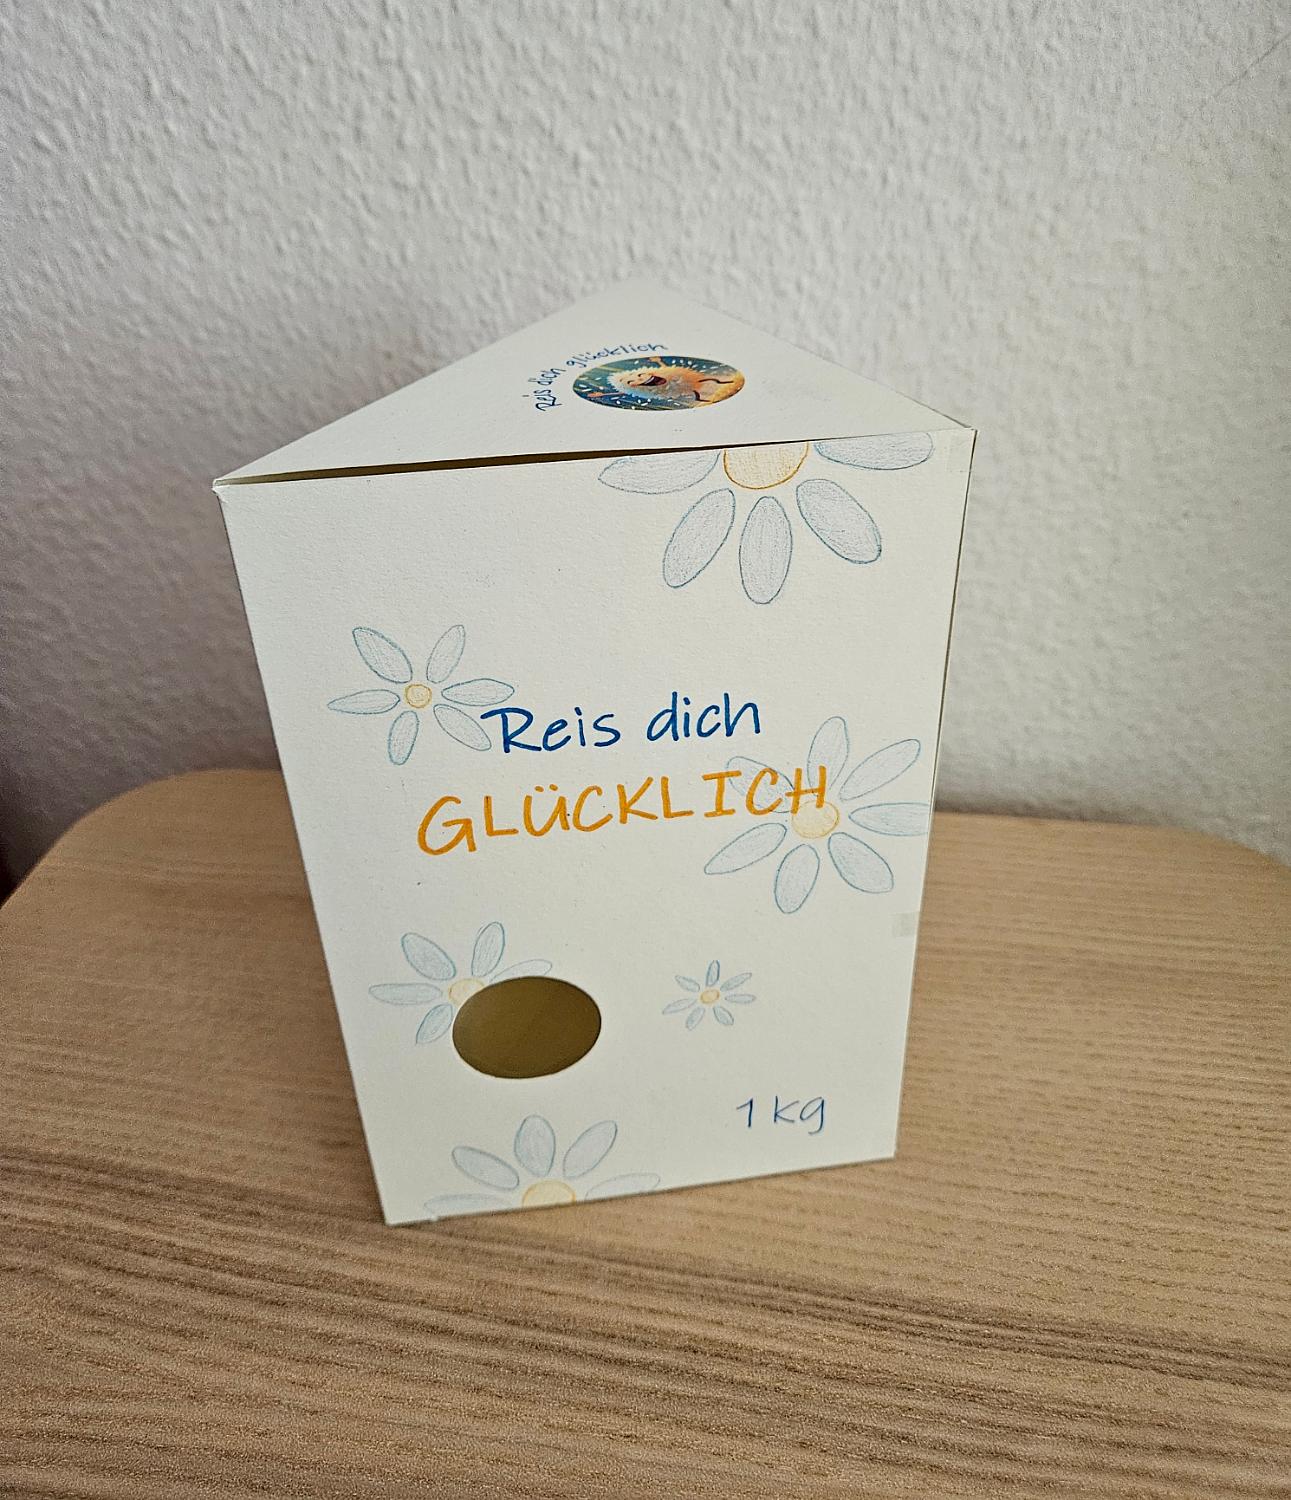 Reis dich glücklich
Reis dich
GLÜCKLICH
1 kg